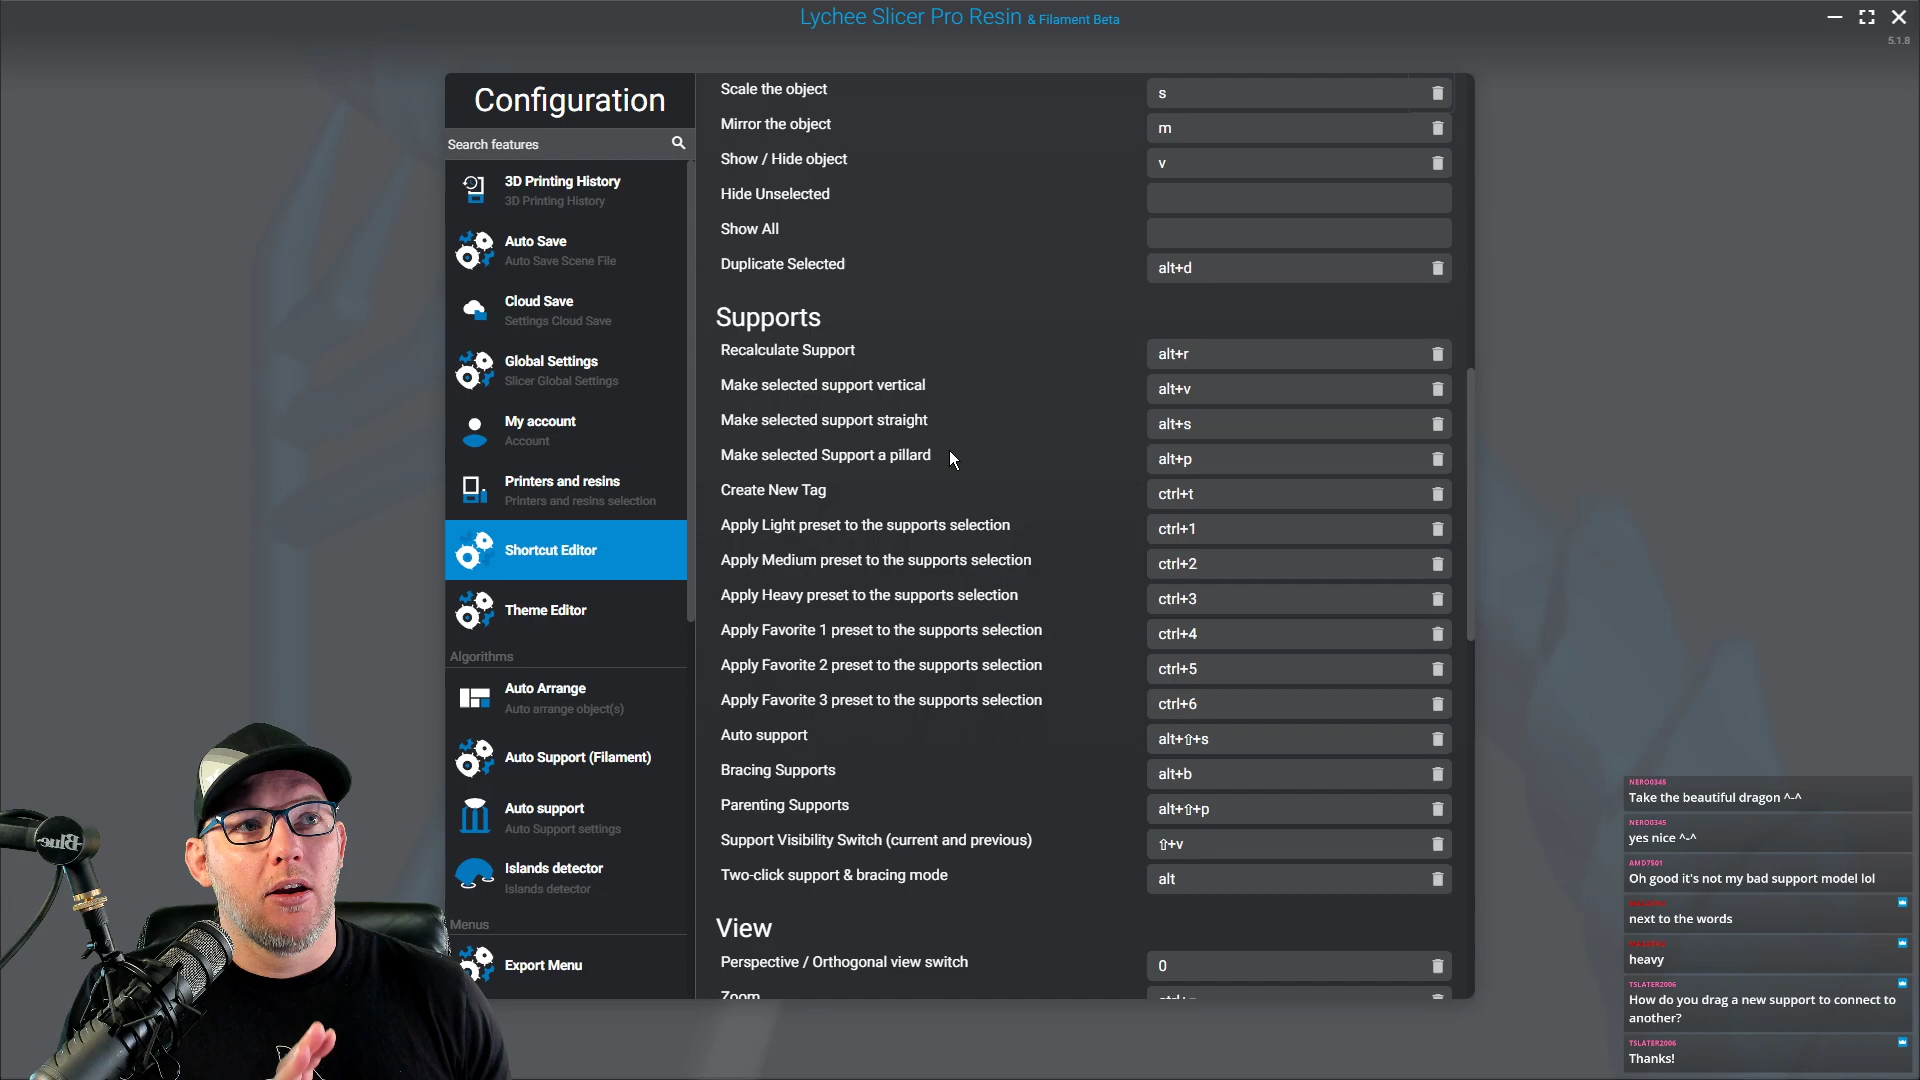 Lychee Slicer Pro Resin & Filament Beta
5.1.8
Configuration
Search features
3D Printing History
3D Printing History
Auto Save
Auto Save Scene File
Cloud Save
Settings Cloud Save
Global Settings
Slicer Global Settings
My account
Account
Printers and resins
Printers and resins selection
Shortcut Editor
Theme Editor
Algorithms
Auto Arrange
Auto arrange object(s)
Auto Support (Filament)
Auto support
Auto Support settings
Islands detector
Islands detector
Menus
Export Menu
Scale the object s
Mirror the object m
Show / Hide object v
Hide Unselected
Show All
Duplicate Selected alt+d
Supports
Recalculate Support alt+r
Make selected support vertical alt+v
Make selected support straight alt+s
Make selected Support a pillard alt+p
Create New Tag ctrl+t
Apply Light preset to the supports selection ctrl+1
Apply Medium preset to the supports selection ctrl+2
Apply Heavy preset to the supports selection ctrl+3
Apply Favorite 1 preset to the supports selection ctrl+4
Apply Favorite 2 preset to the supports selection ctrl+5
Apply Favorite 3 preset to the supports selection ctrl+6
Auto support alt+⇧+s
Bracing Supports alt+b
Parenting Supports alt+⇧+p
Support Visibility Switch (current and previous) ⇧+v
Two-click support & bracing mode alt
View
Perspective / Orthogonal view switch 0
Zoom
Blue
NERO0345
Take the beautiful dragon ^-^
NERO0345
yes nice ^-^
AMD7501
Oh good it's not my bad support model lol
next to the words
heavy
TSLATER2006
How do you drag a new support to connect to
another?
TSLATER2006
Thanks!